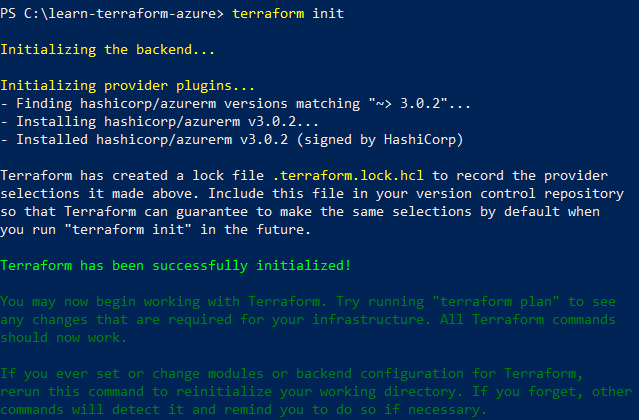 PS C:\learn-terraform-azure> terraform init
Initializing the backend...
Initializing provider plugins...
- Finding hashicorp/azurerm versions matching "~> 3.0.2"...
- Installing hashicorp/azurerm v3.0.2...
- Installed hashicorp/azurerm v3.0.2 (signed by HashiCorp)
Terraform has created a lock file .terraform.lock.hcl to record the provider
selections it made above. Include this file in your version control repository
so that Terraform can guarantee to make the same selections by default when
you run "terraform init" in the future.
Terraform has been successfully initialized!
You may now begin working with Terraform. Try running "terraform plan" to see
any changes that are required for your infrastructure. All Terraform commands
should now work.
If you ever set or change modules or backend configuration for Terraform,
rerun this command to reinitialize your working directory. If you forget, other
commands will detect it and remind you to do so if necessary.